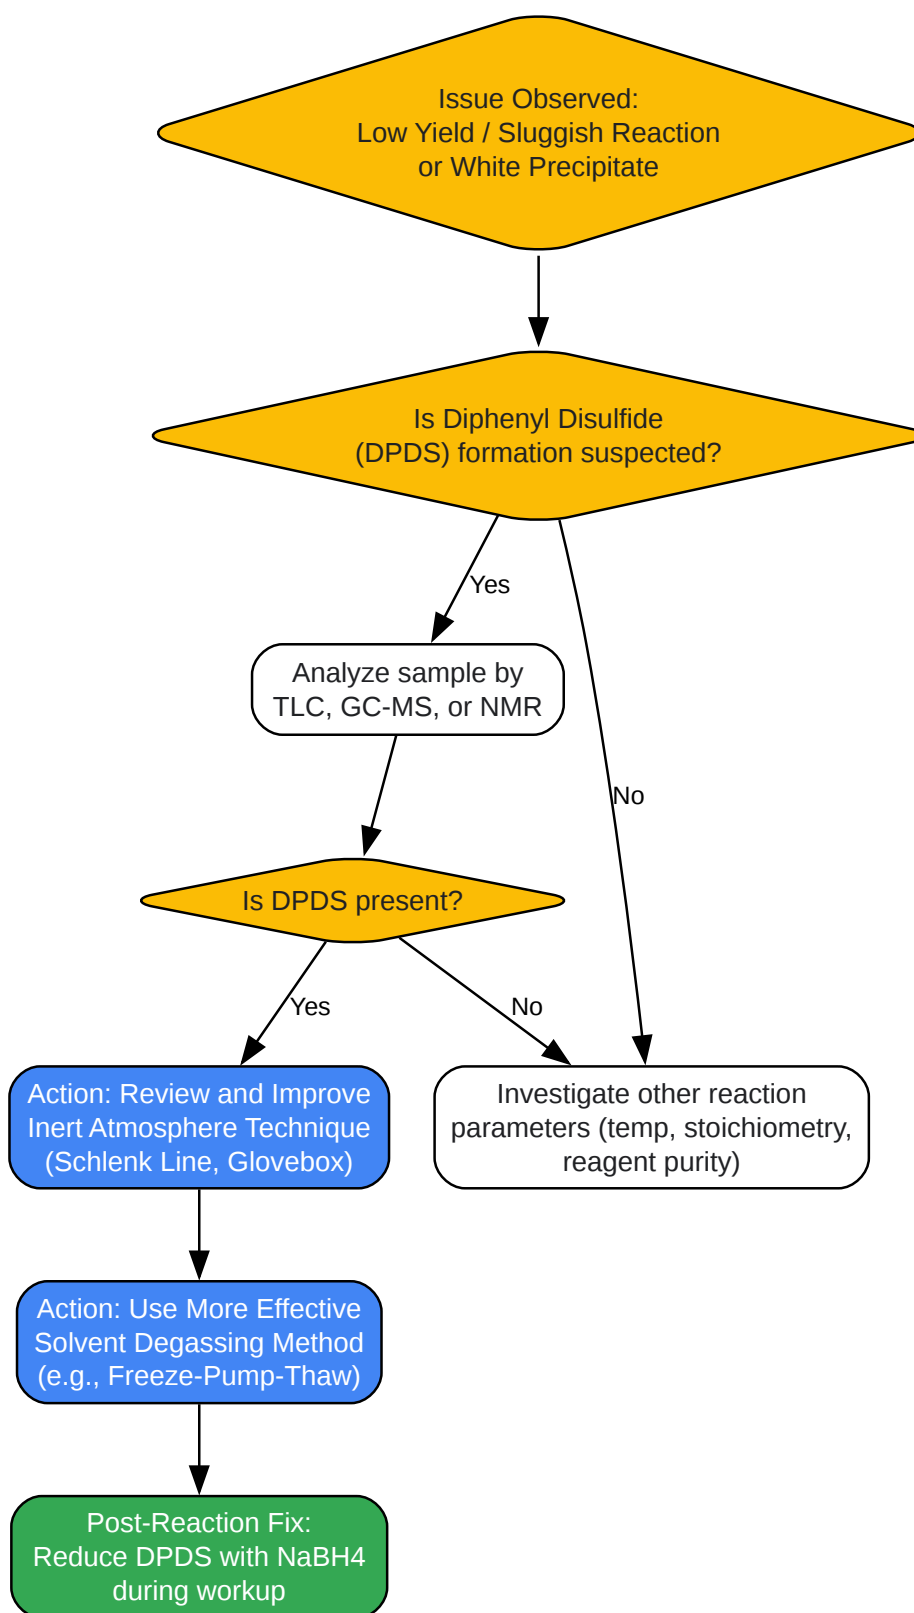 Issue Observed:
Low Yield / Sluggish Reaction
or White Precipitate
Is Diphenyl Disulfide
(DPDS) formation suspected?
Yes
Analyze sample by
TLC, GC-MS, or NMR
No
Is DPDS present?
Yes
No
Action: Review and Improve
Inert Atmosphere Technique
(Schlenk Line, Glovebox)
Investigate other reaction
parameters (temp, stoichiometry,
reagent purity)
Action: Use More Effective
Solvent Degassing Method
(e.g., Freeze-Pump-Thaw)
Post-Reaction Fix:
Reduce DPDS with NaBH4
during workup